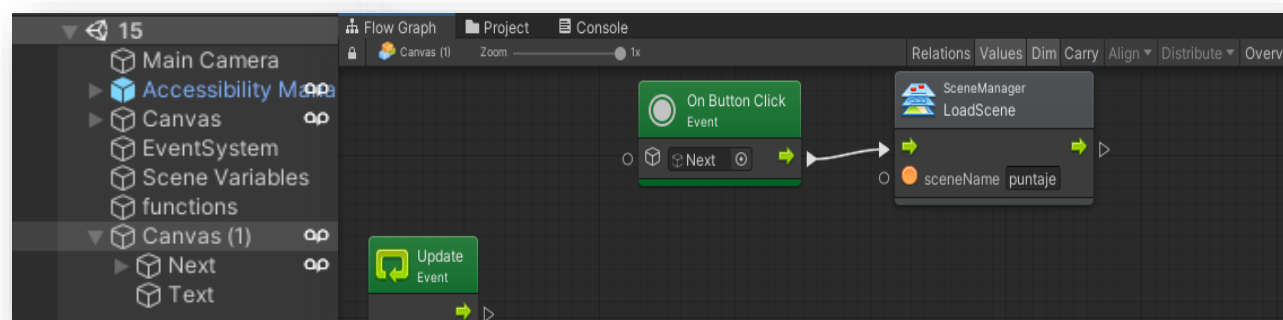 15
Main Camera
Accessibility Mana
Canvas
EventSystem
Scene Variables
functions
Canvas (1)
Next
Text
Flow Graph Project Console
Canvas (1) Zoom 1x Relations Values Dim Carry Align Distribute Overv
On Button Click
Event
Next
SceneManager
LoadScene
sceneName puntaje
Update
Event